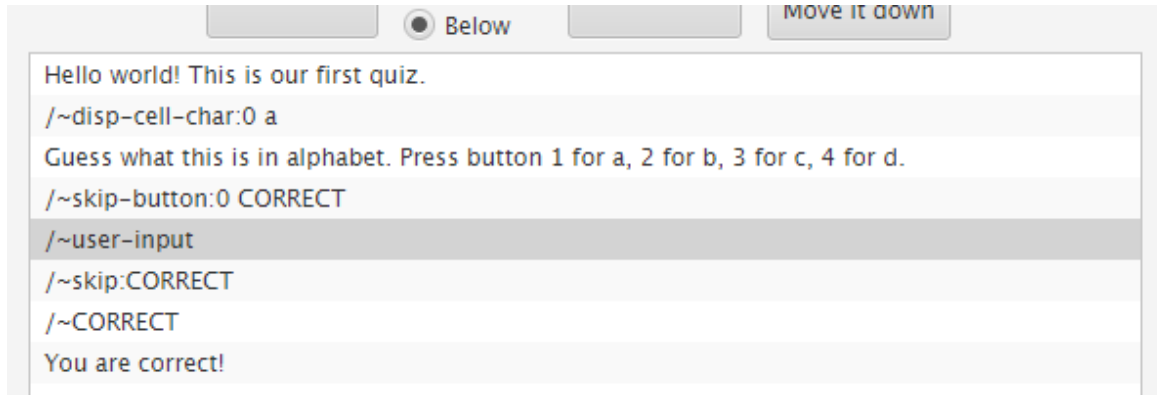 Move it down
Below
Hello world! This is our first quiz.
/~disp-cell-char:0 a
Guess what this is in alphabet. Press button 1 for a, 2 for b, 3 for c, 4 for d.
/~skip-button:0 CORRECT
/~user-input
/~skip:CORRECT
/~CORRECT
You are correct!